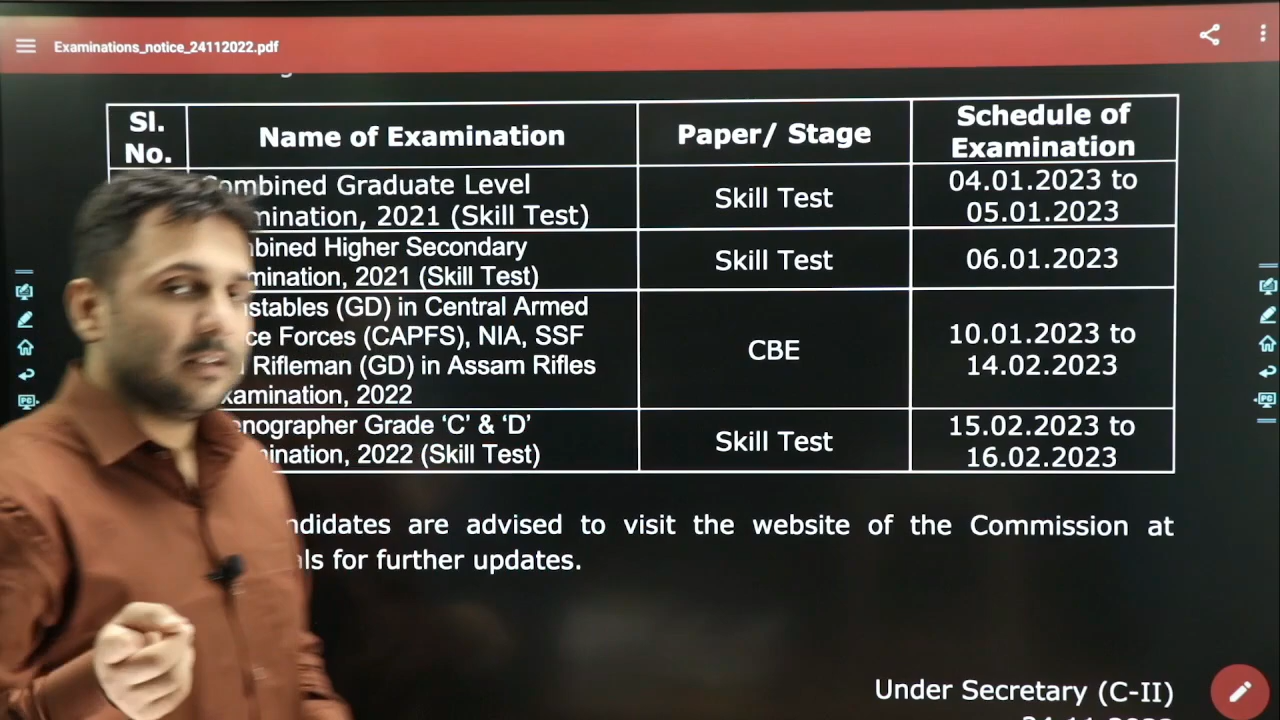 Examinations_notice_24112022.pdf
Sl. No.
Name of Examination
Paper/ Stage
Schedule of Examination
Combined Graduate Level
mination, 2021 (Skill Test)
Skill Test
04.01.2023 to
05.01.2023
bined Higher Secondary
mination, 2021 (Skill Test)
Skill Test
06.01.2023
stables (GD) in Central Armed
ce Forces (CAPFS), NIA, SSF
Rifleman (GD) in Assam Rifles
xamination, 2022
CBE
10.01.2023 to
14.02.2023
enographer Grade ‘C’ & ‘D’
ination, 2022 (Skill Test)
Skill Test
15.02.2023 to
16.02.2023
ndidates are advised to visit the website of the Commission at
als for further updates.
Under Secretary (C-II)